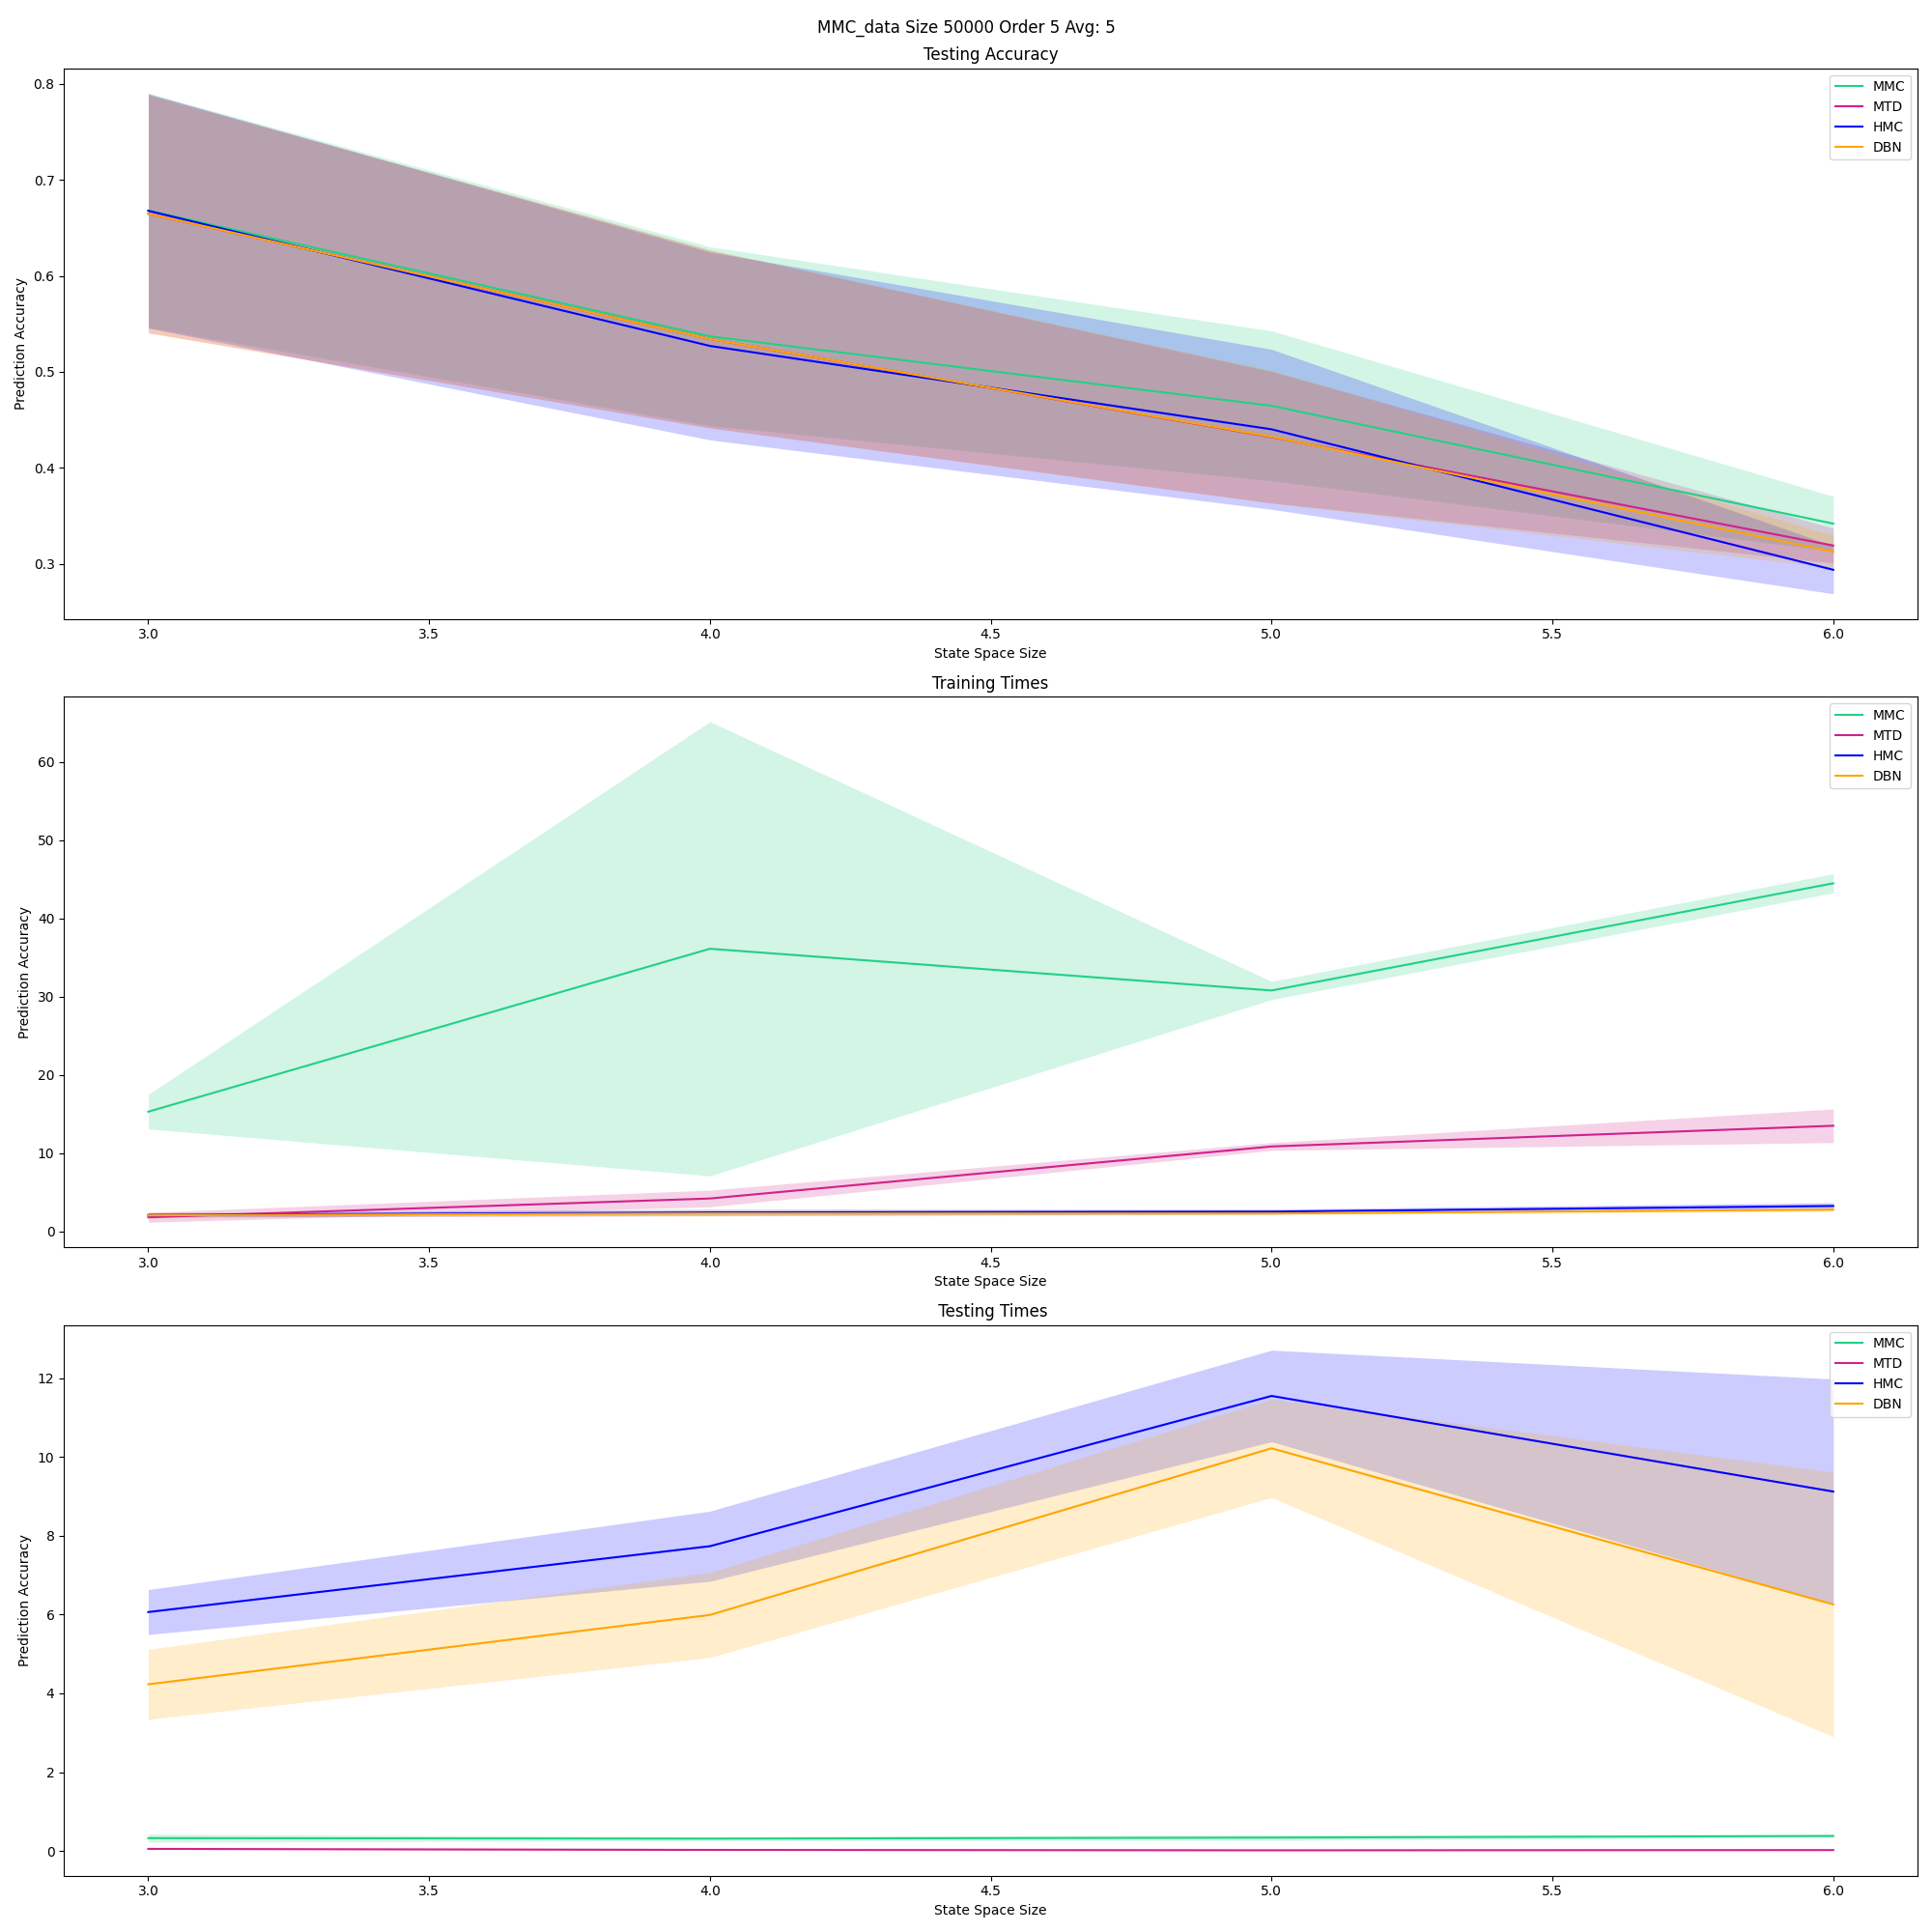 MMC_data Size 50000 Order 5 Avg: 5
Testing Accuracy
0.8
0.7
0.6
0.5
0.4
0.3
Prediction Accuracy
MMC
MTD
HMC
DBN
3.0 3.5 4.0 4.5 5.0 5.5 6.0
State Space Size
Training Times
60
50
40
30
20
10
0
Prediction Accuracy
MMC
MTD
HMC
DBN
3.0 3.5 4.0 4.5 5.0 5.5 6.0
State Space Size
Testing Times
12
10
8
6
4
2
0
Prediction Accuracy
MMC
MTD
HMC
DBN
3.0 3.5 4.0 4.5 5.0 5.5 6.0
State Space Size